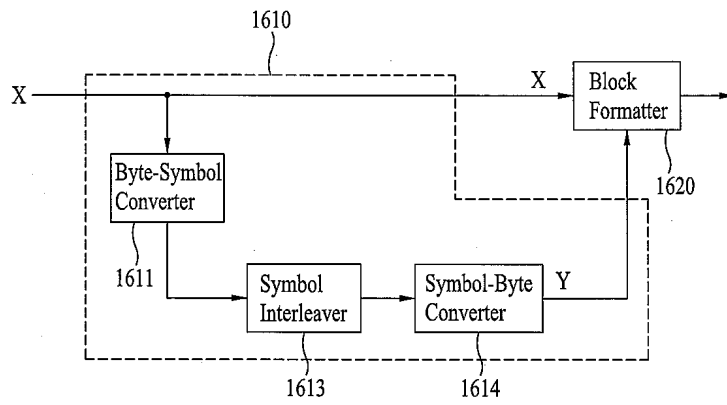 1610
X
X
Block
Formatter
1620
Byte-Symbol
Converter
1611
Symbol
Interleaver
1613
Symbol-Byte
Converter
1614
Y